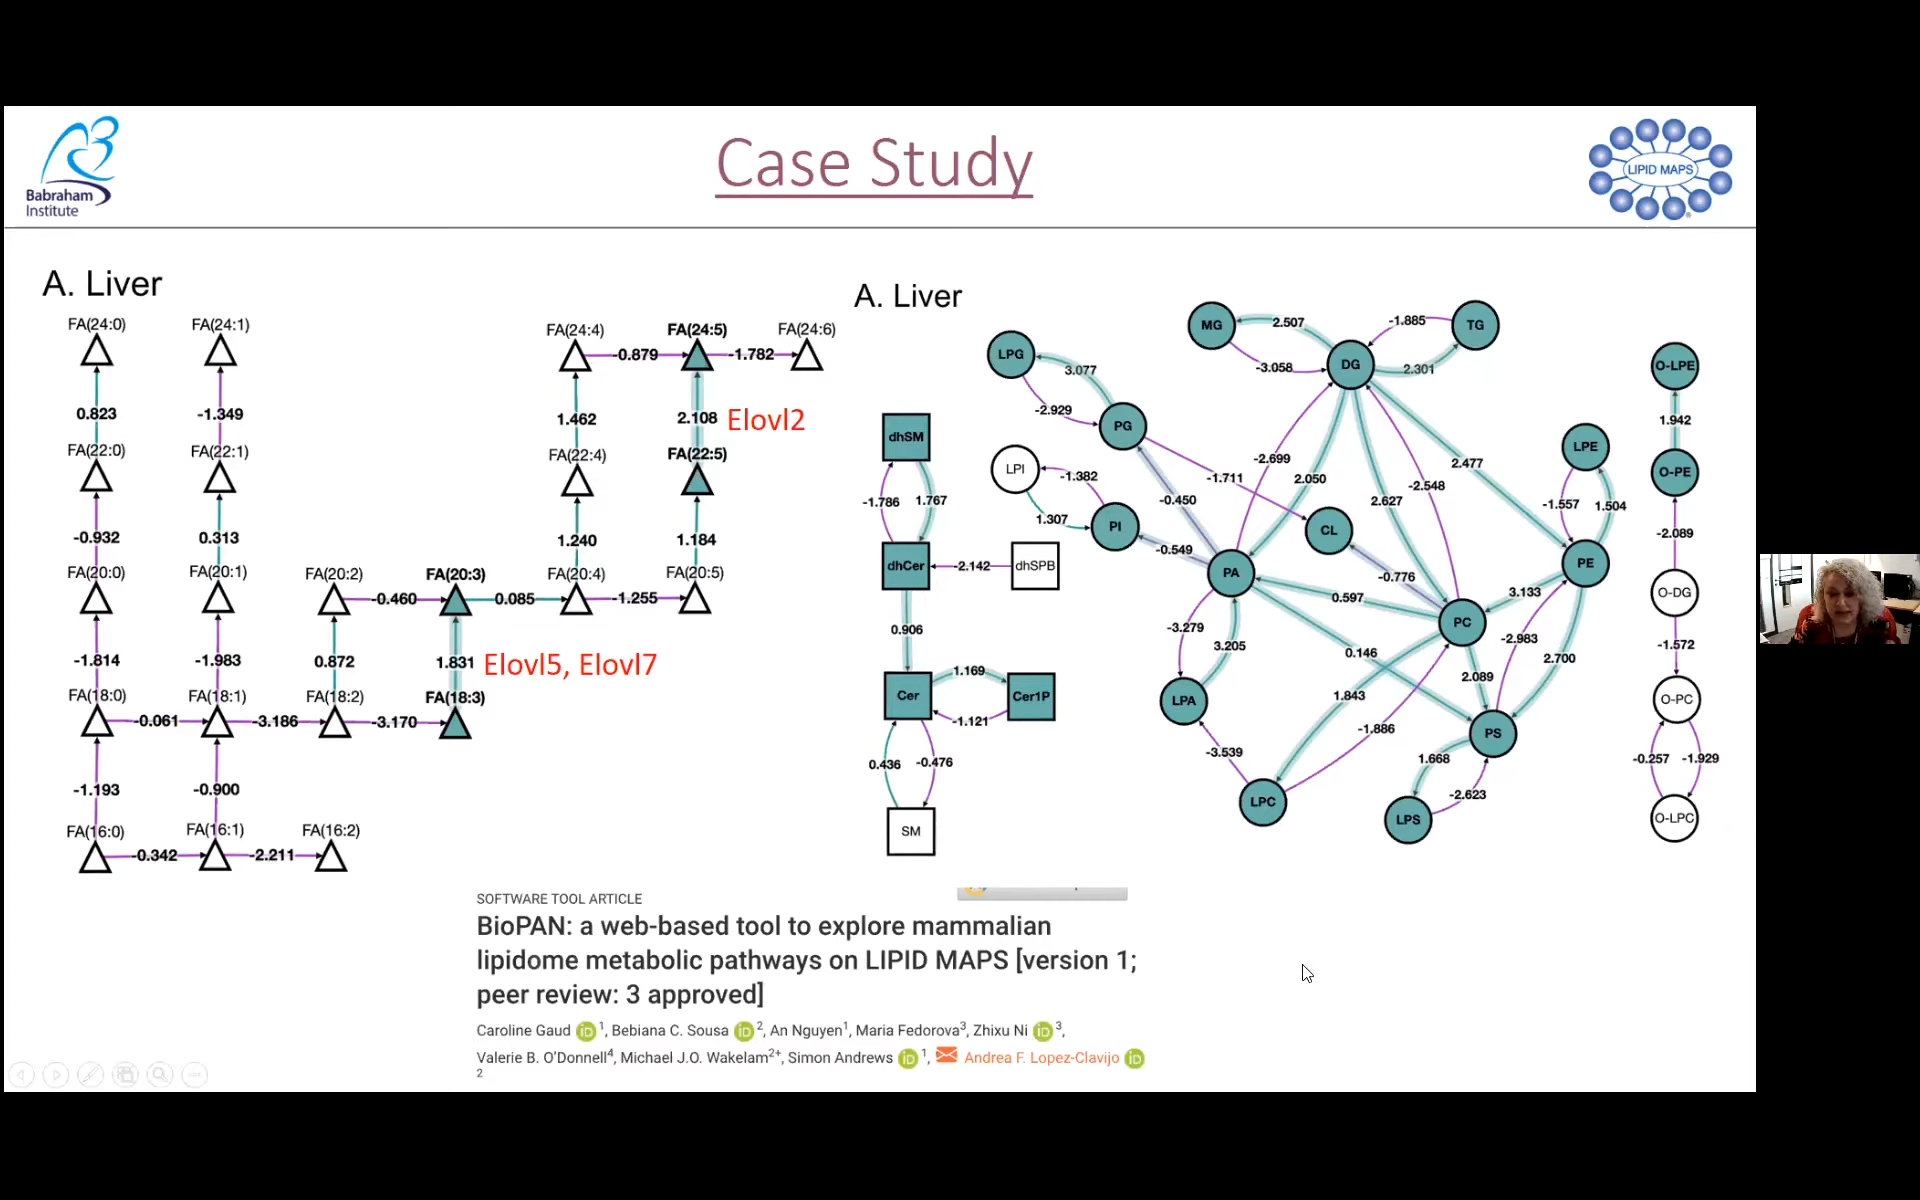 Case Study
Babraham
Institute
LIPID MAPS
A. Liver
FA(24:0)
FA(24:1)
FA(24:4)
FA(24:5)
FA(24:6)
-0.879
-1.782
0.823
-1.349
1.462
2.108
Elovl2
FA(22:0)
FA(22:1)
FA(22:4)
FA(22:5)
-0.932
0.313
1.240
1.184
FA(20:0)
FA(20:1)
FA(20:2)
FA(20:3)
FA(20:4)
FA(20:5)
-0.460
0.085
-1.255
-1.814
-1.983
0.872
1.831
Elovl5, Elovl7
FA(18:0)
FA(18:1)
FA(18:2)
FA(18:3)
-0.061
-3.186
-3.170
-1.193
-0.900
FA(16:0)
FA(16:1)
FA(16:2)
-0.342
-2.211
A. Liver
dhSM
-1.786
1.767
dhCer
-2.142
dhSPB
0.906
Cer
1.169
-1.121
Cer1P
0.436
-0.476
SM
LPG
3.077
-2.929
PG
LPI
-1.382
1.307
PI
-0.549
-0.450
-1.711
MG
2.507
-3.058
DG
-1.885
2.301
TG
-2.699
2.050
2.627
-2.548
2.477
CL
-0.776
PA
0.597
0.146
-3.279
3.205
LPA
-3.539
LPC
1.843
-1.886
PC
3.133
-2.983
2.089
2.700
PE
LPE
-1.557
1.504
PS
1.668
-2.623
LPS
O-LPE
1.942
O-PE
-2.089
O-DG
-1.572
O-PC
-0.257
-1.929
O-LPC
SOFTWARE TOOL ARTICLE
BioPAN: a web-based tool to explore mammalian
lipidome metabolic pathways on LIPID MAPS [version 1;
peer review: 3 approved]
Caroline Gaud iD 1, Bebiana C. Sousa iD 2, An Nguyen1, Maria Fedorova3, Zhixu Ni iD 3,
Valerie B. O'Donnell4, Michael J.O. Wakelam2+, Simon Andrews iD 1, Andrea F. Lopez-Clavijo iD
2